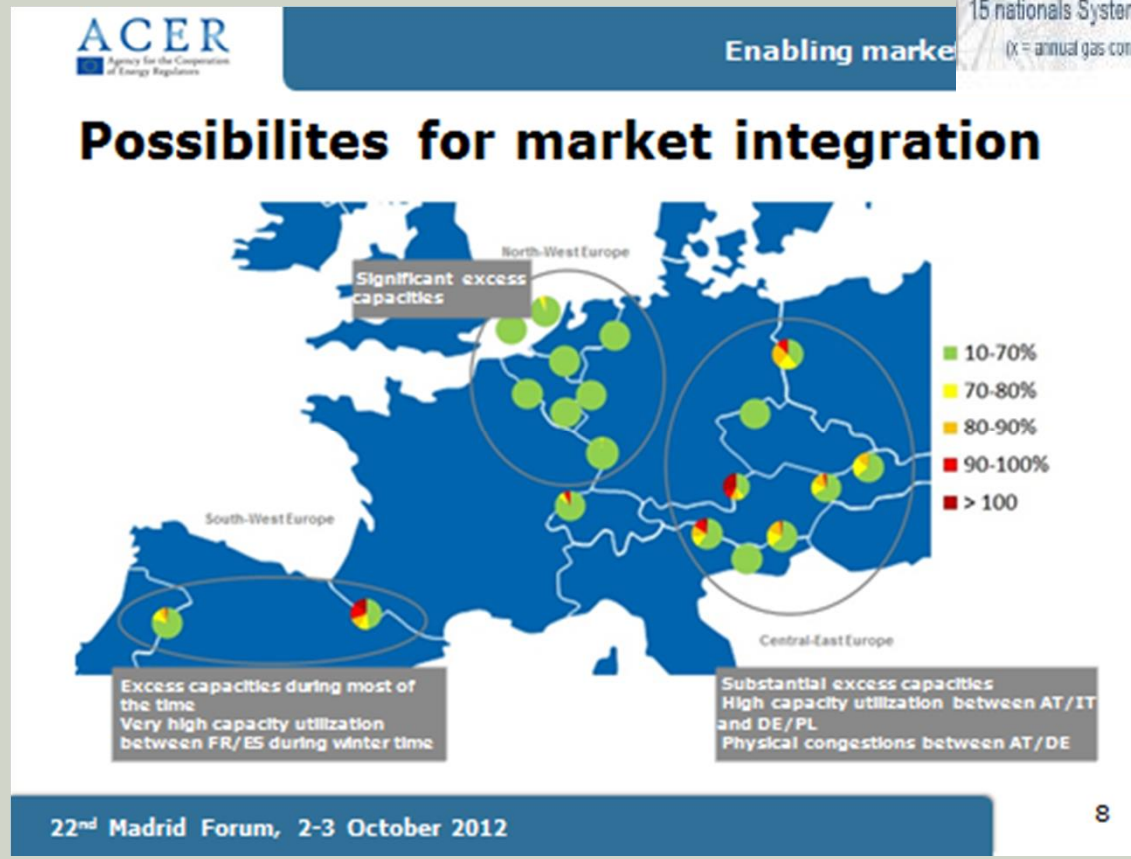 15 nationals System
(x = annual gas con
ACER
Agency for the Cooperation
of Energy Regulators
Enabling marke
Possibilites for market integration
North-West Europe
Significant excess
capacities
10-70%
70-80%
80-90%
90-100%
> 100
South-West Europe
Central-East Europe
Excess capacities during most of
the time
Very high capacity utilization
between FR/ES during winter time
Substantial excess capacities
High capacity utilization between AT/IT
and DE/PL
Physical congestions between AT/DE
22nd Madrid Forum, 2-3 October 2012
8